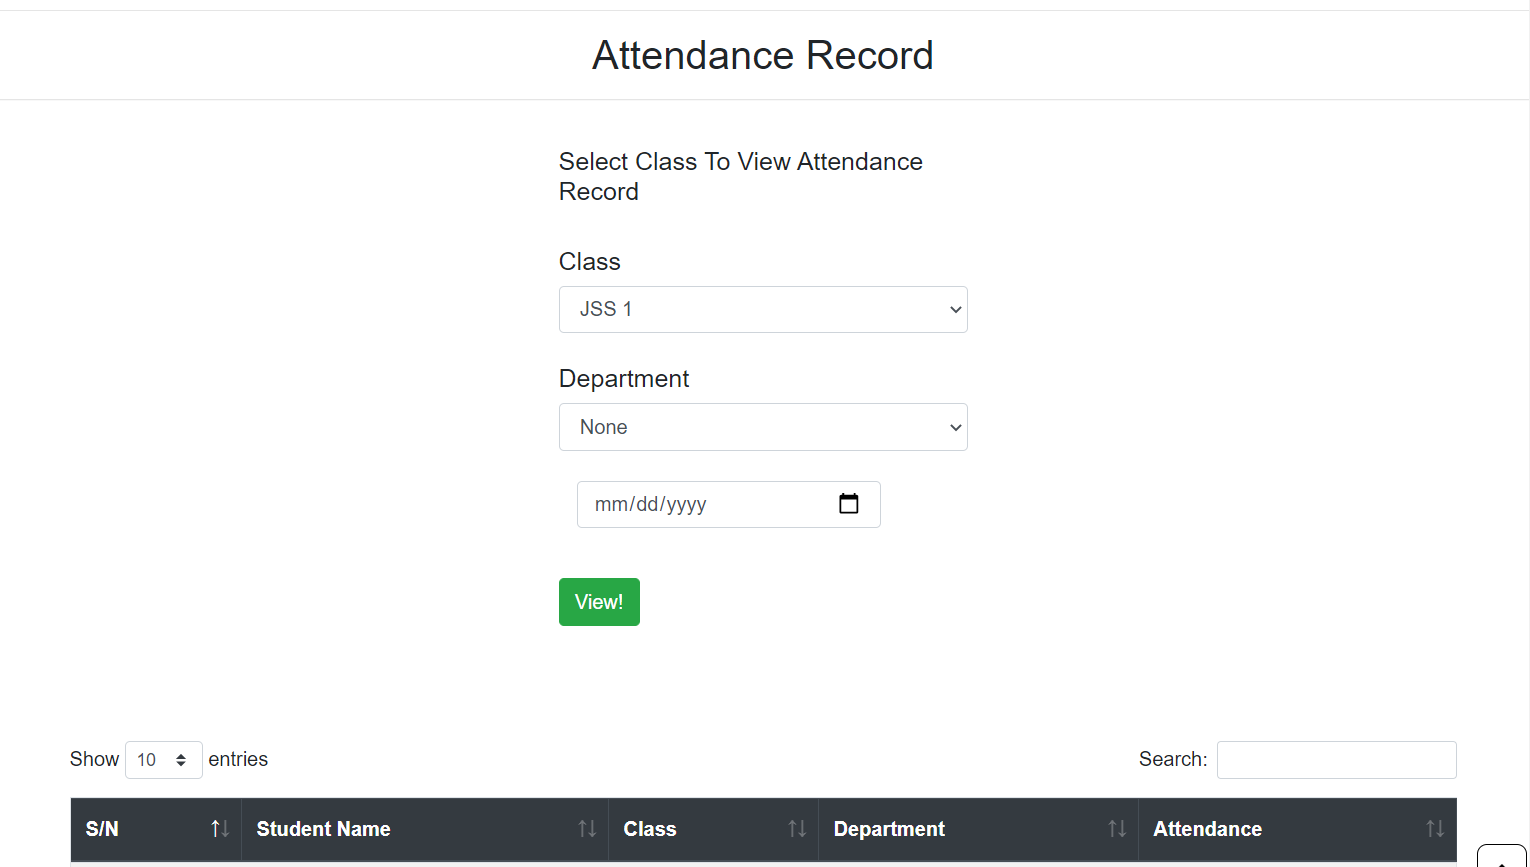 Attendance Record
Select Class To View Attendance
Record
Class
JSS 1
Department
None
mm/dd/yyyy
View!
Show 10 entries Search:
S/N Student Name Class Department Attendance